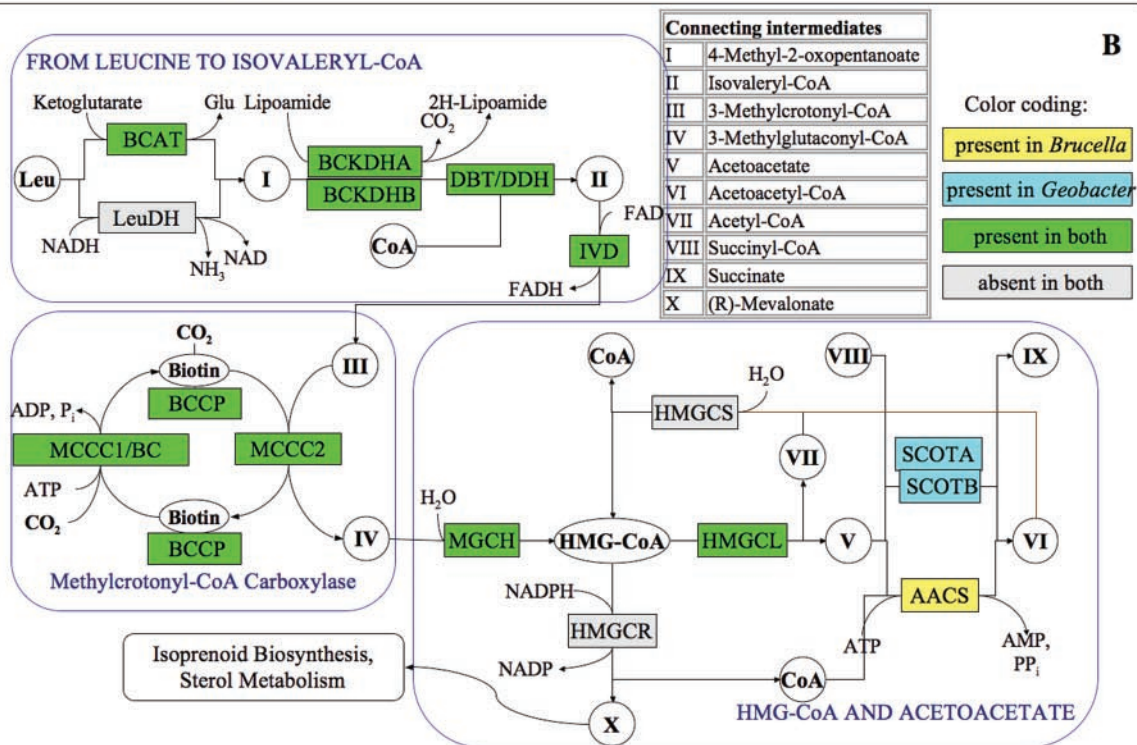 B
FROM LEUCINE TO ISOVALERYL-CoA
Ketoglutarate
Glu
Lipoamide
CO2
2H-Lipoamide
BCAT
BCKDHA
BCKDHB
DBT/DDH
Leu
I
II
LeuDH
NADH
NH3
NAD
CoA
FAD
IVD
FADH
Connecting intermediates
I 4-Methyl-2-oxopentanoate
II Isovaleryl-CoA
III 3-Methylcrotonyl-CoA
IV 3-Methylglutaconyl-CoA
V Acetoacetate
VI Acetoacetyl-CoA
VII Acetyl-CoA
VIII Succinyl-CoA
IX Succinate
X (R)-Mevalonate
Color coding:
present in Brucella
present in Geobacter
present in both
absent in both
CO2
Biotin
BCCP
III
ADP, Pi
MCCC1/BC
MCCC2
ATP
CO2
Biotin
BCCP
IV
Methylcrotonyl-CoA Carboxylase
CoA
VIII
IX
H2O
HMGCS
VII
SCOTA
SCOTB
H2O
MGCH
HMG-CoA
HMGCL
V
VI
NADPH
HMGCR
NADP
AACS
ATP
AMP,
PPi
CoA
X
HMG-CoA AND ACETOACETATE
Isoprenoid Biosynthesis,
Sterol Metabolism